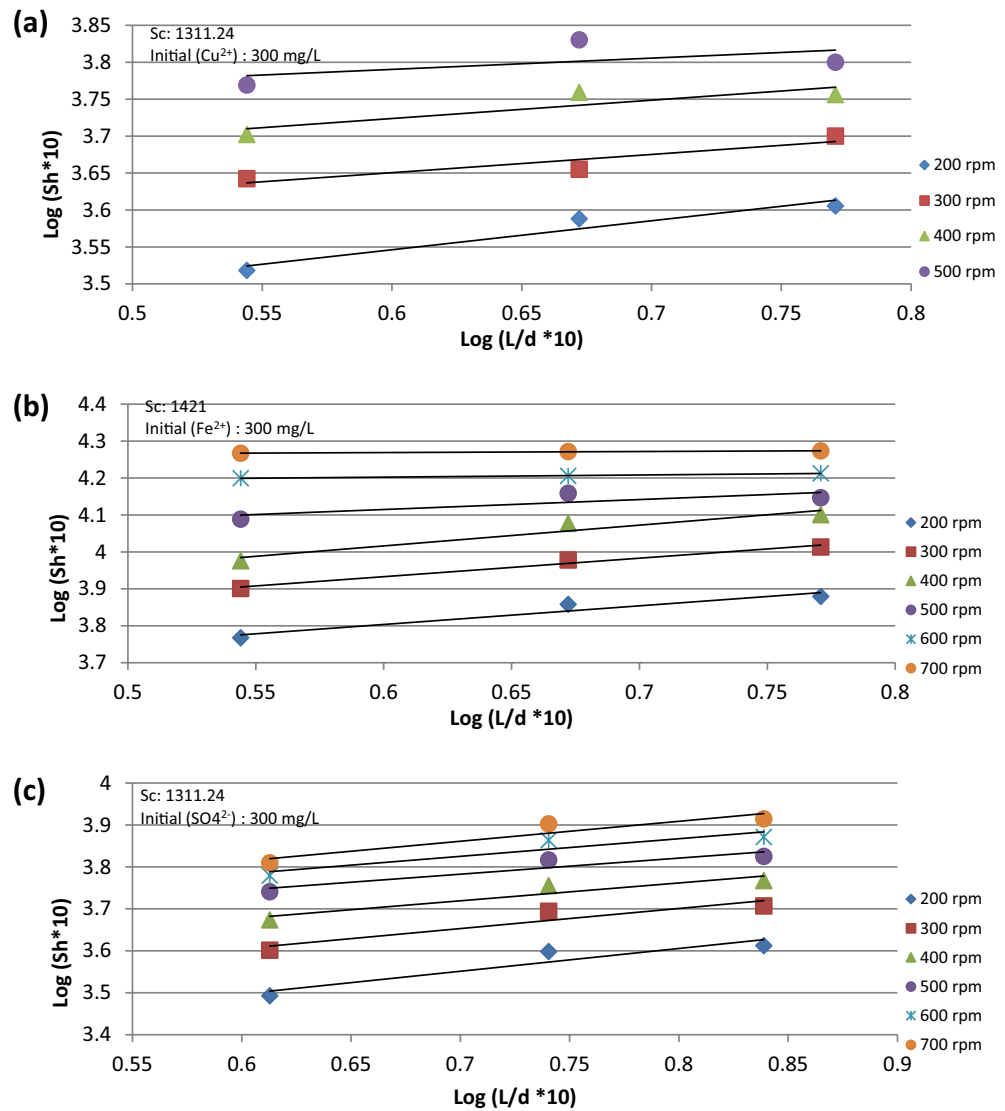 (a)
Sc: 1311.24
Initial (Cu²⁺) : 300 mg/L
3.85
3.8
3.75
3.7
3.65
3.6
3.55
3.5
Log (Sh*10)
0.5 0.55 0.6 0.65 0.7 0.75 0.8
Log (L/d *10)
200 rpm
300 rpm
400 rpm
500 rpm
(b)
Sc: 1421
Initial (Fe²⁺) : 300 mg/L
4.4
4.3
4.2
4.1
4
3.9
3.8
3.7
Log (Sh*10)
0.5 0.55 0.6 0.65 0.7 0.75 0.8
Log (L/d *10)
200 rpm
300 rpm
400 rpm
500 rpm
600 rpm
700 rpm
(c)
Sc: 1311.24
Initial (SO4²⁻) : 300 mg/L
4
3.9
3.8
3.7
3.6
3.5
3.4
Log (Sh*10)
0.55 0.6 0.65 0.7 0.75 0.8 0.85 0.9
Log (L/d *10)
200 rpm
300 rpm
400 rpm
500 rpm
600 rpm
700 rpm